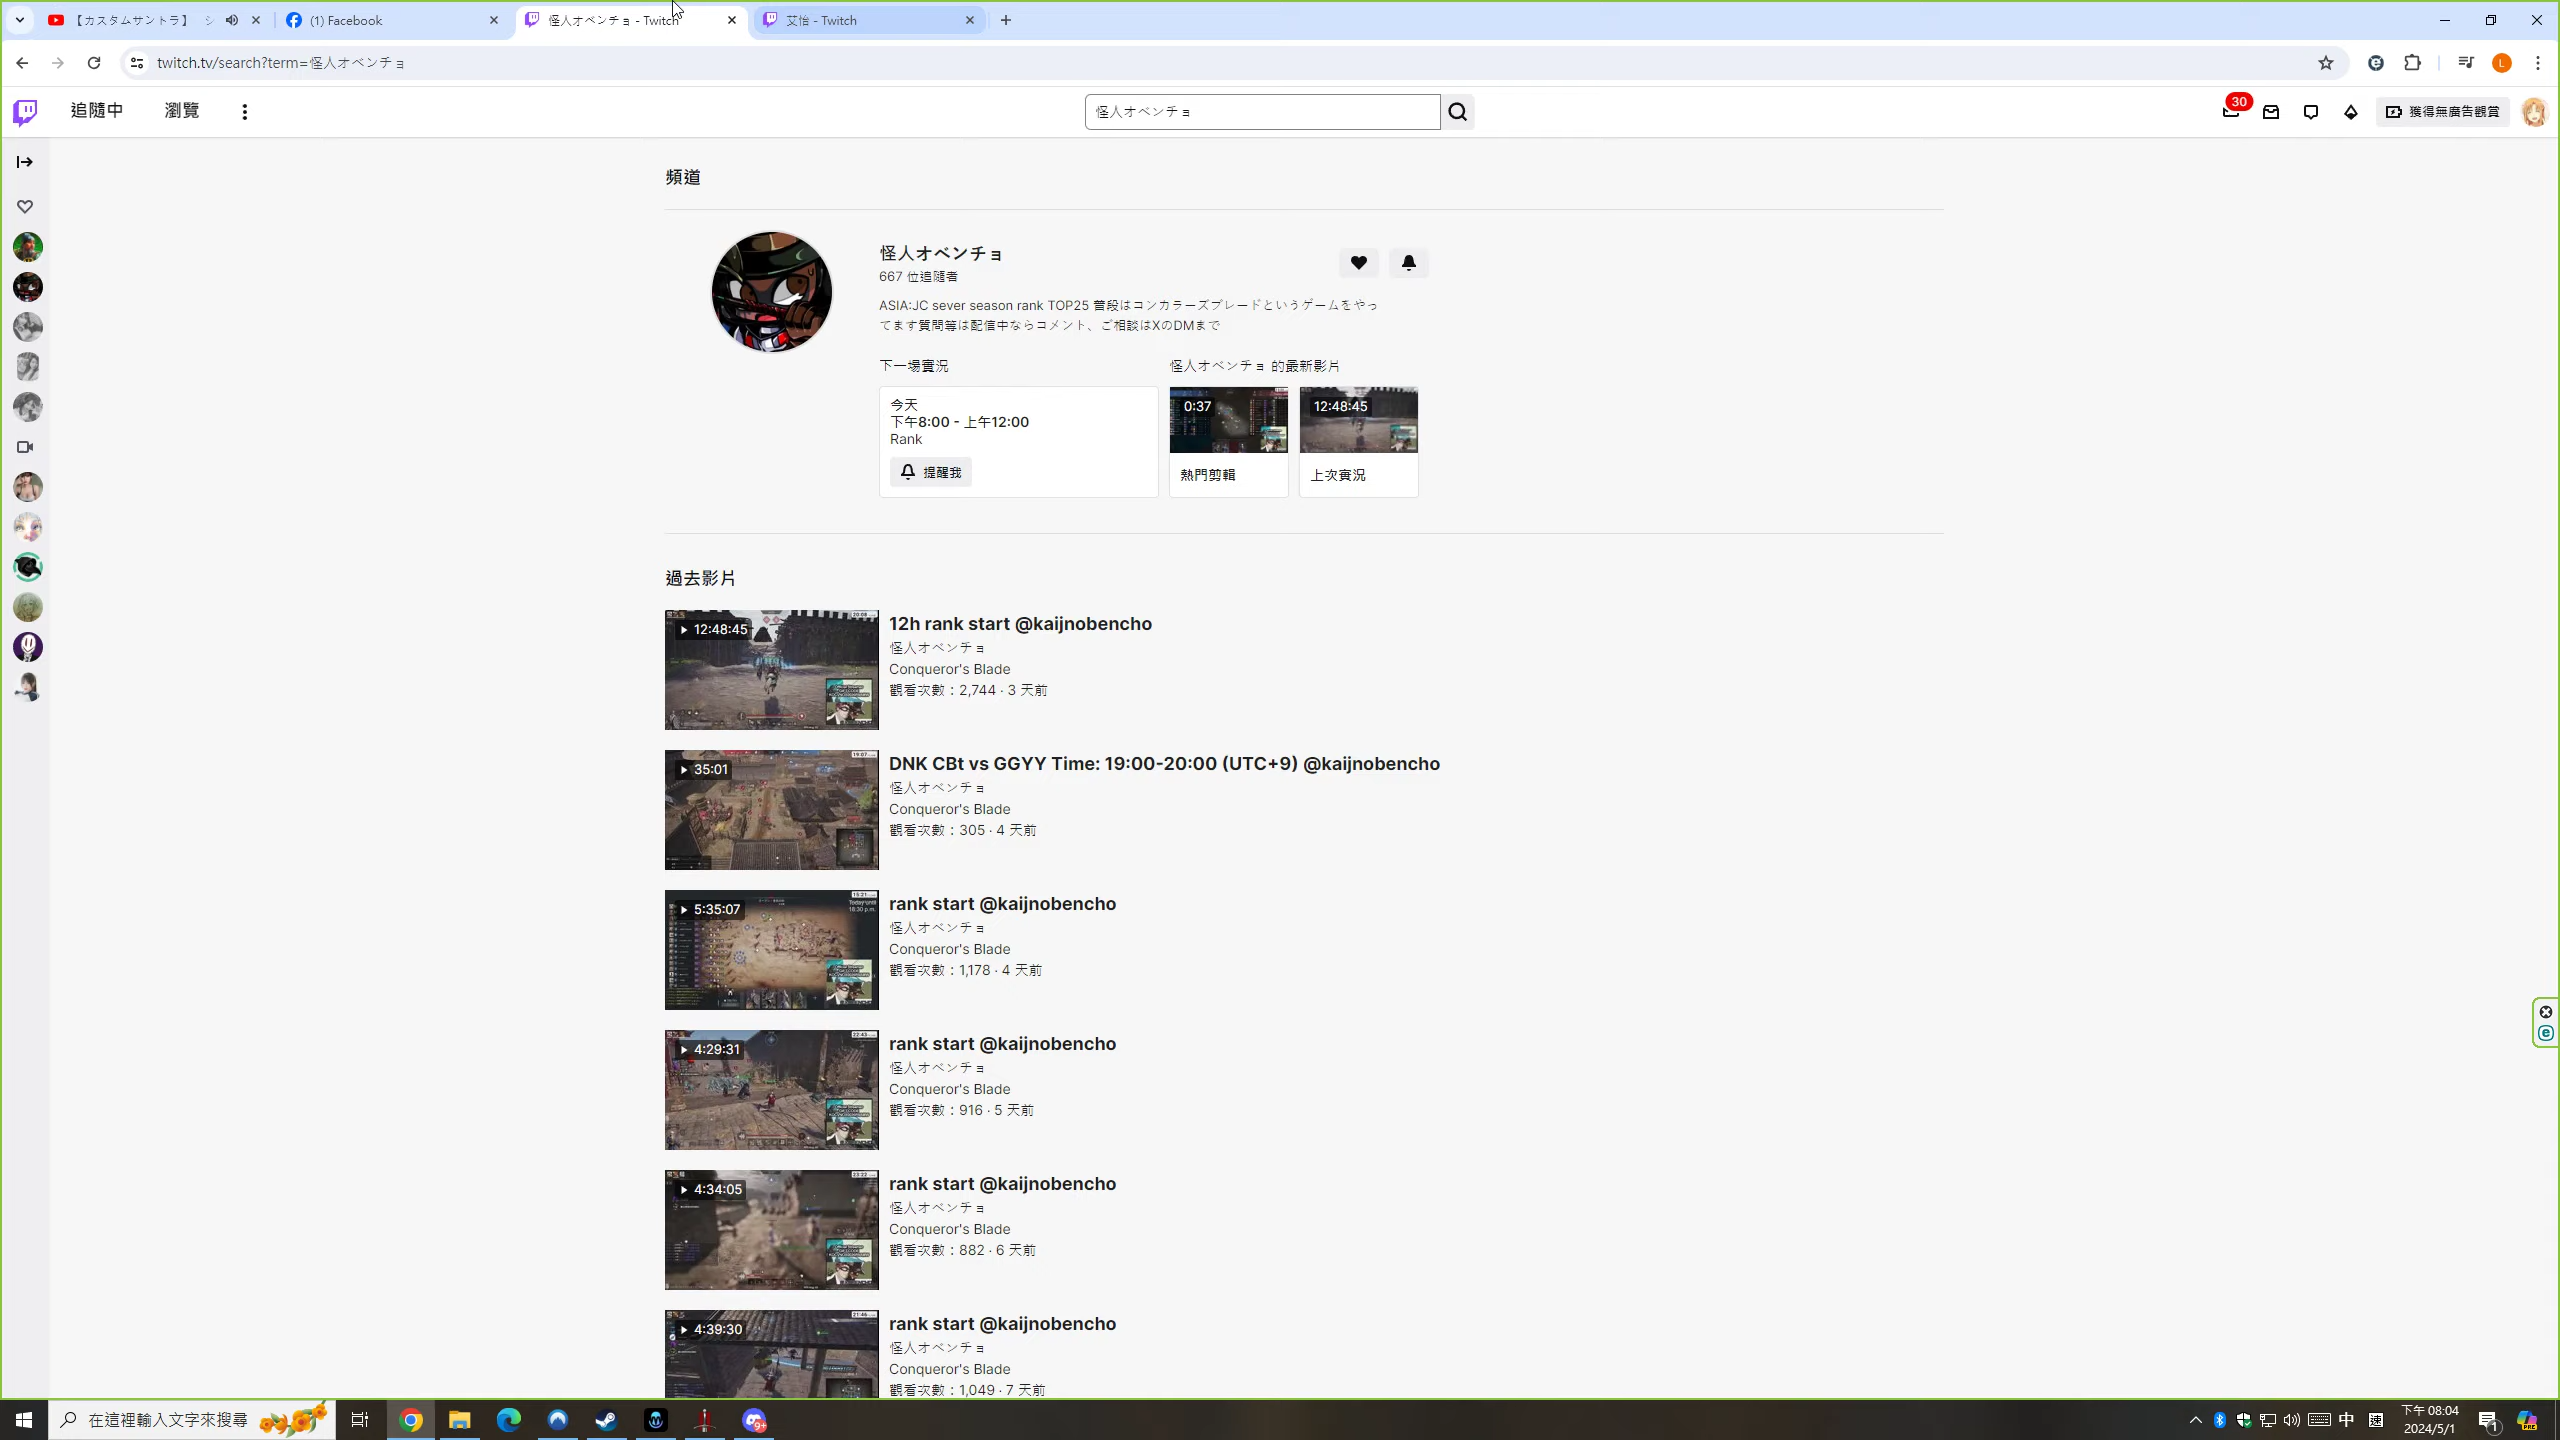 【カスタムサントラ】 シ
(1) Facebook
怪人オベンチョ - Twitch
艾怡 - Twitch
twitch.tv/search?term=怪人オベンチョ
追隨中
瀏覽
怪人オベンチョ
30
獲得無廣告觀賞
L
頻道
怪人オベンチョ
667 位追隨者
ASIA:JC sever season rank TOP25 普段はコンカラーズブレードというゲームをやっ
てます質問等は配信中ならコメント、ご相談はXのDMまで
下一場實況
怪人オベンチョ 的最新影片
今天
下午8:00 - 上午12:00
Rank
提醒我
0:37
熱門剪輯
12:48:45
上次實況
過去影片
12:48:45
12h rank start @kaijnobencho
怪人オベンチョ
Conqueror's Blade
觀看次數：2,744 · 3 天前
35:01
DNK CBt vs GGYY Time: 19:00-20:00 (UTC+9) @kaijnobencho
怪人オベンチョ
Conqueror's Blade
觀看次數：305 · 4 天前
5:35:07
rank start @kaijnobencho
怪人オベンチョ
Conqueror's Blade
觀看次數：1,178 · 4 天前
4:29:31
rank start @kaijnobencho
怪人オベンチョ
Conqueror's Blade
觀看次數：916 · 5 天前
4:34:05
rank start @kaijnobencho
怪人オベンチョ
Conqueror's Blade
觀看次數：882 · 6 天前
4:39:30
rank start @kaijnobencho
怪人オベンチョ
Conqueror's Blade
觀看次數：1,049 · 7 天前
在這裡輸入文字來搜尋
9+
中
下午 08:04
2024/5/1
1